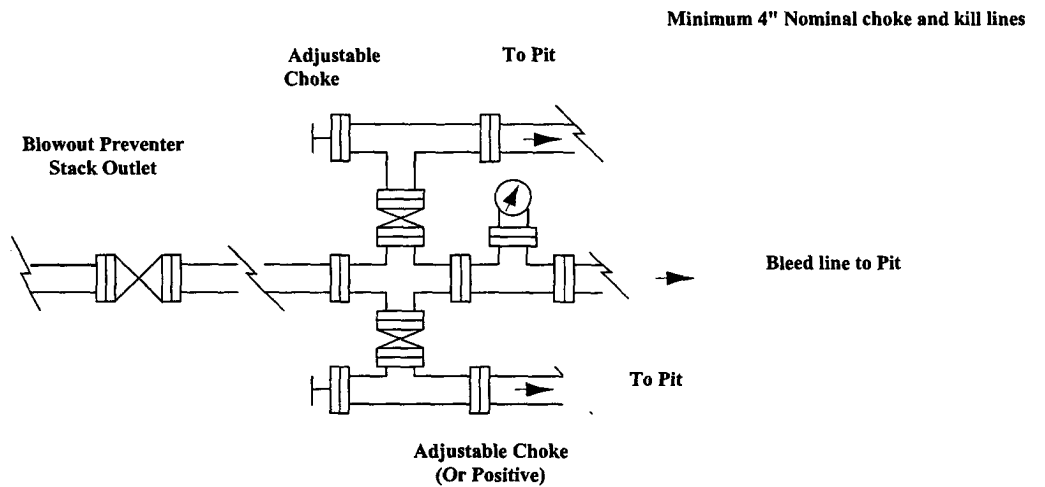 Minimum 4" Nominal choke and kill lines
Adjustable
Choke
To Pit
Blowout Preventer
Stack Outlet
Bleed line to Pit
To Pit
Adjustable Choke
(Or Positive)